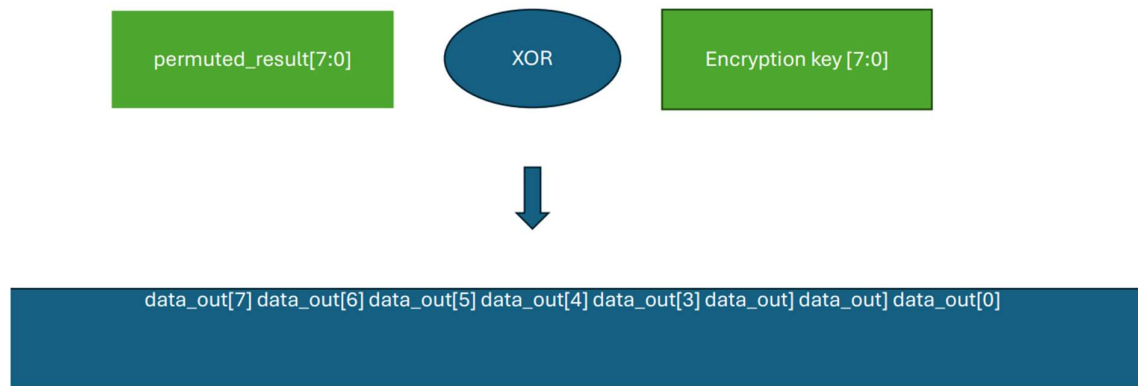 permuted_result[7:0]
XOR
Encryption key [7:0]
data_out[7] data_out[6] data_out[5] data_out[4] data_out[3] data_out] data_out] data_out[0]